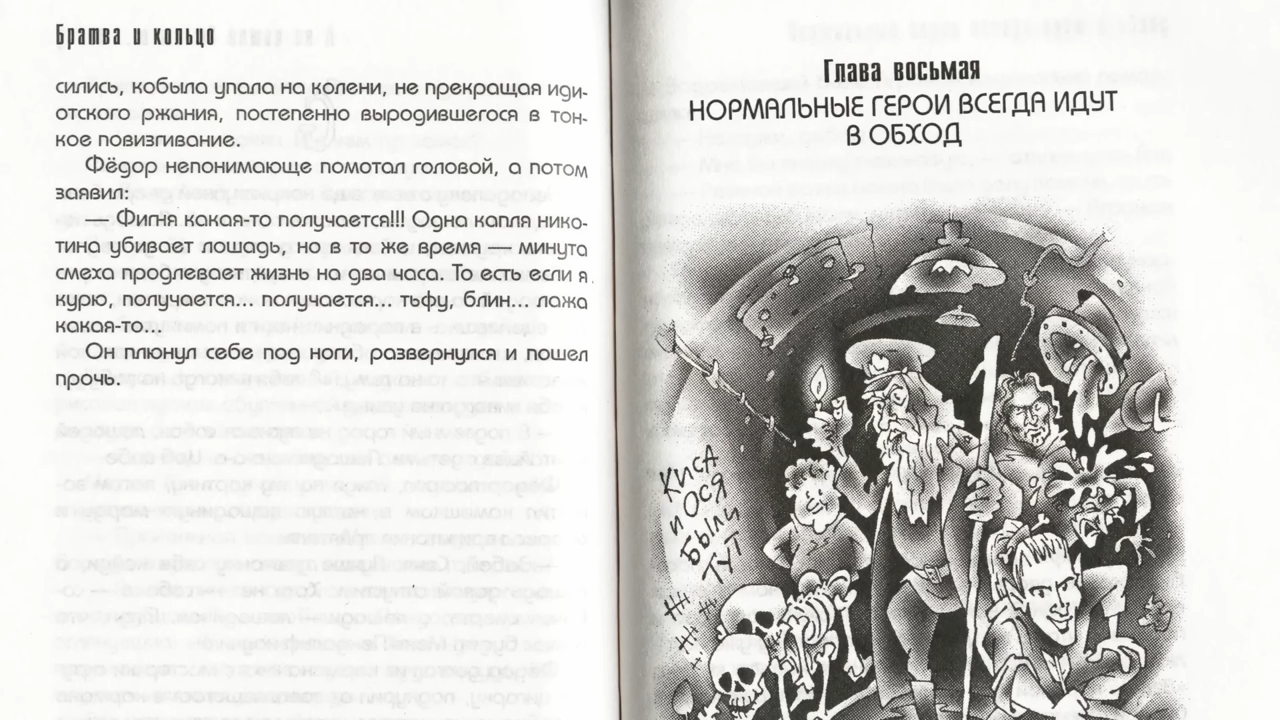 Братва и кольцо
сились, кобыла упала на колени, не прекращая иди-
отского ржания, постепенно выродившегося в тон-
кое повизгивание.
Фёдор непонимающе помотал головой, а потом
заявил:
— Фигня какая-то получается!!! Одна капля нико-
тина убивает лощадь, но в то же время — минута
смеха продлевает жизнь на два часа. То есть если я
курю, получается... получается... тьфу, блин... лажа
какая-то...
Он плюнул себе под ноги, развернулся и пошел
прочь.
Глава восьмая
НОРМАЛЬНЫЕ ГЕРОИ ВСЕГДА ИДУТ
В ОБХОД
КИСА
И ОСЯ
БЫЛИ
ТУТ